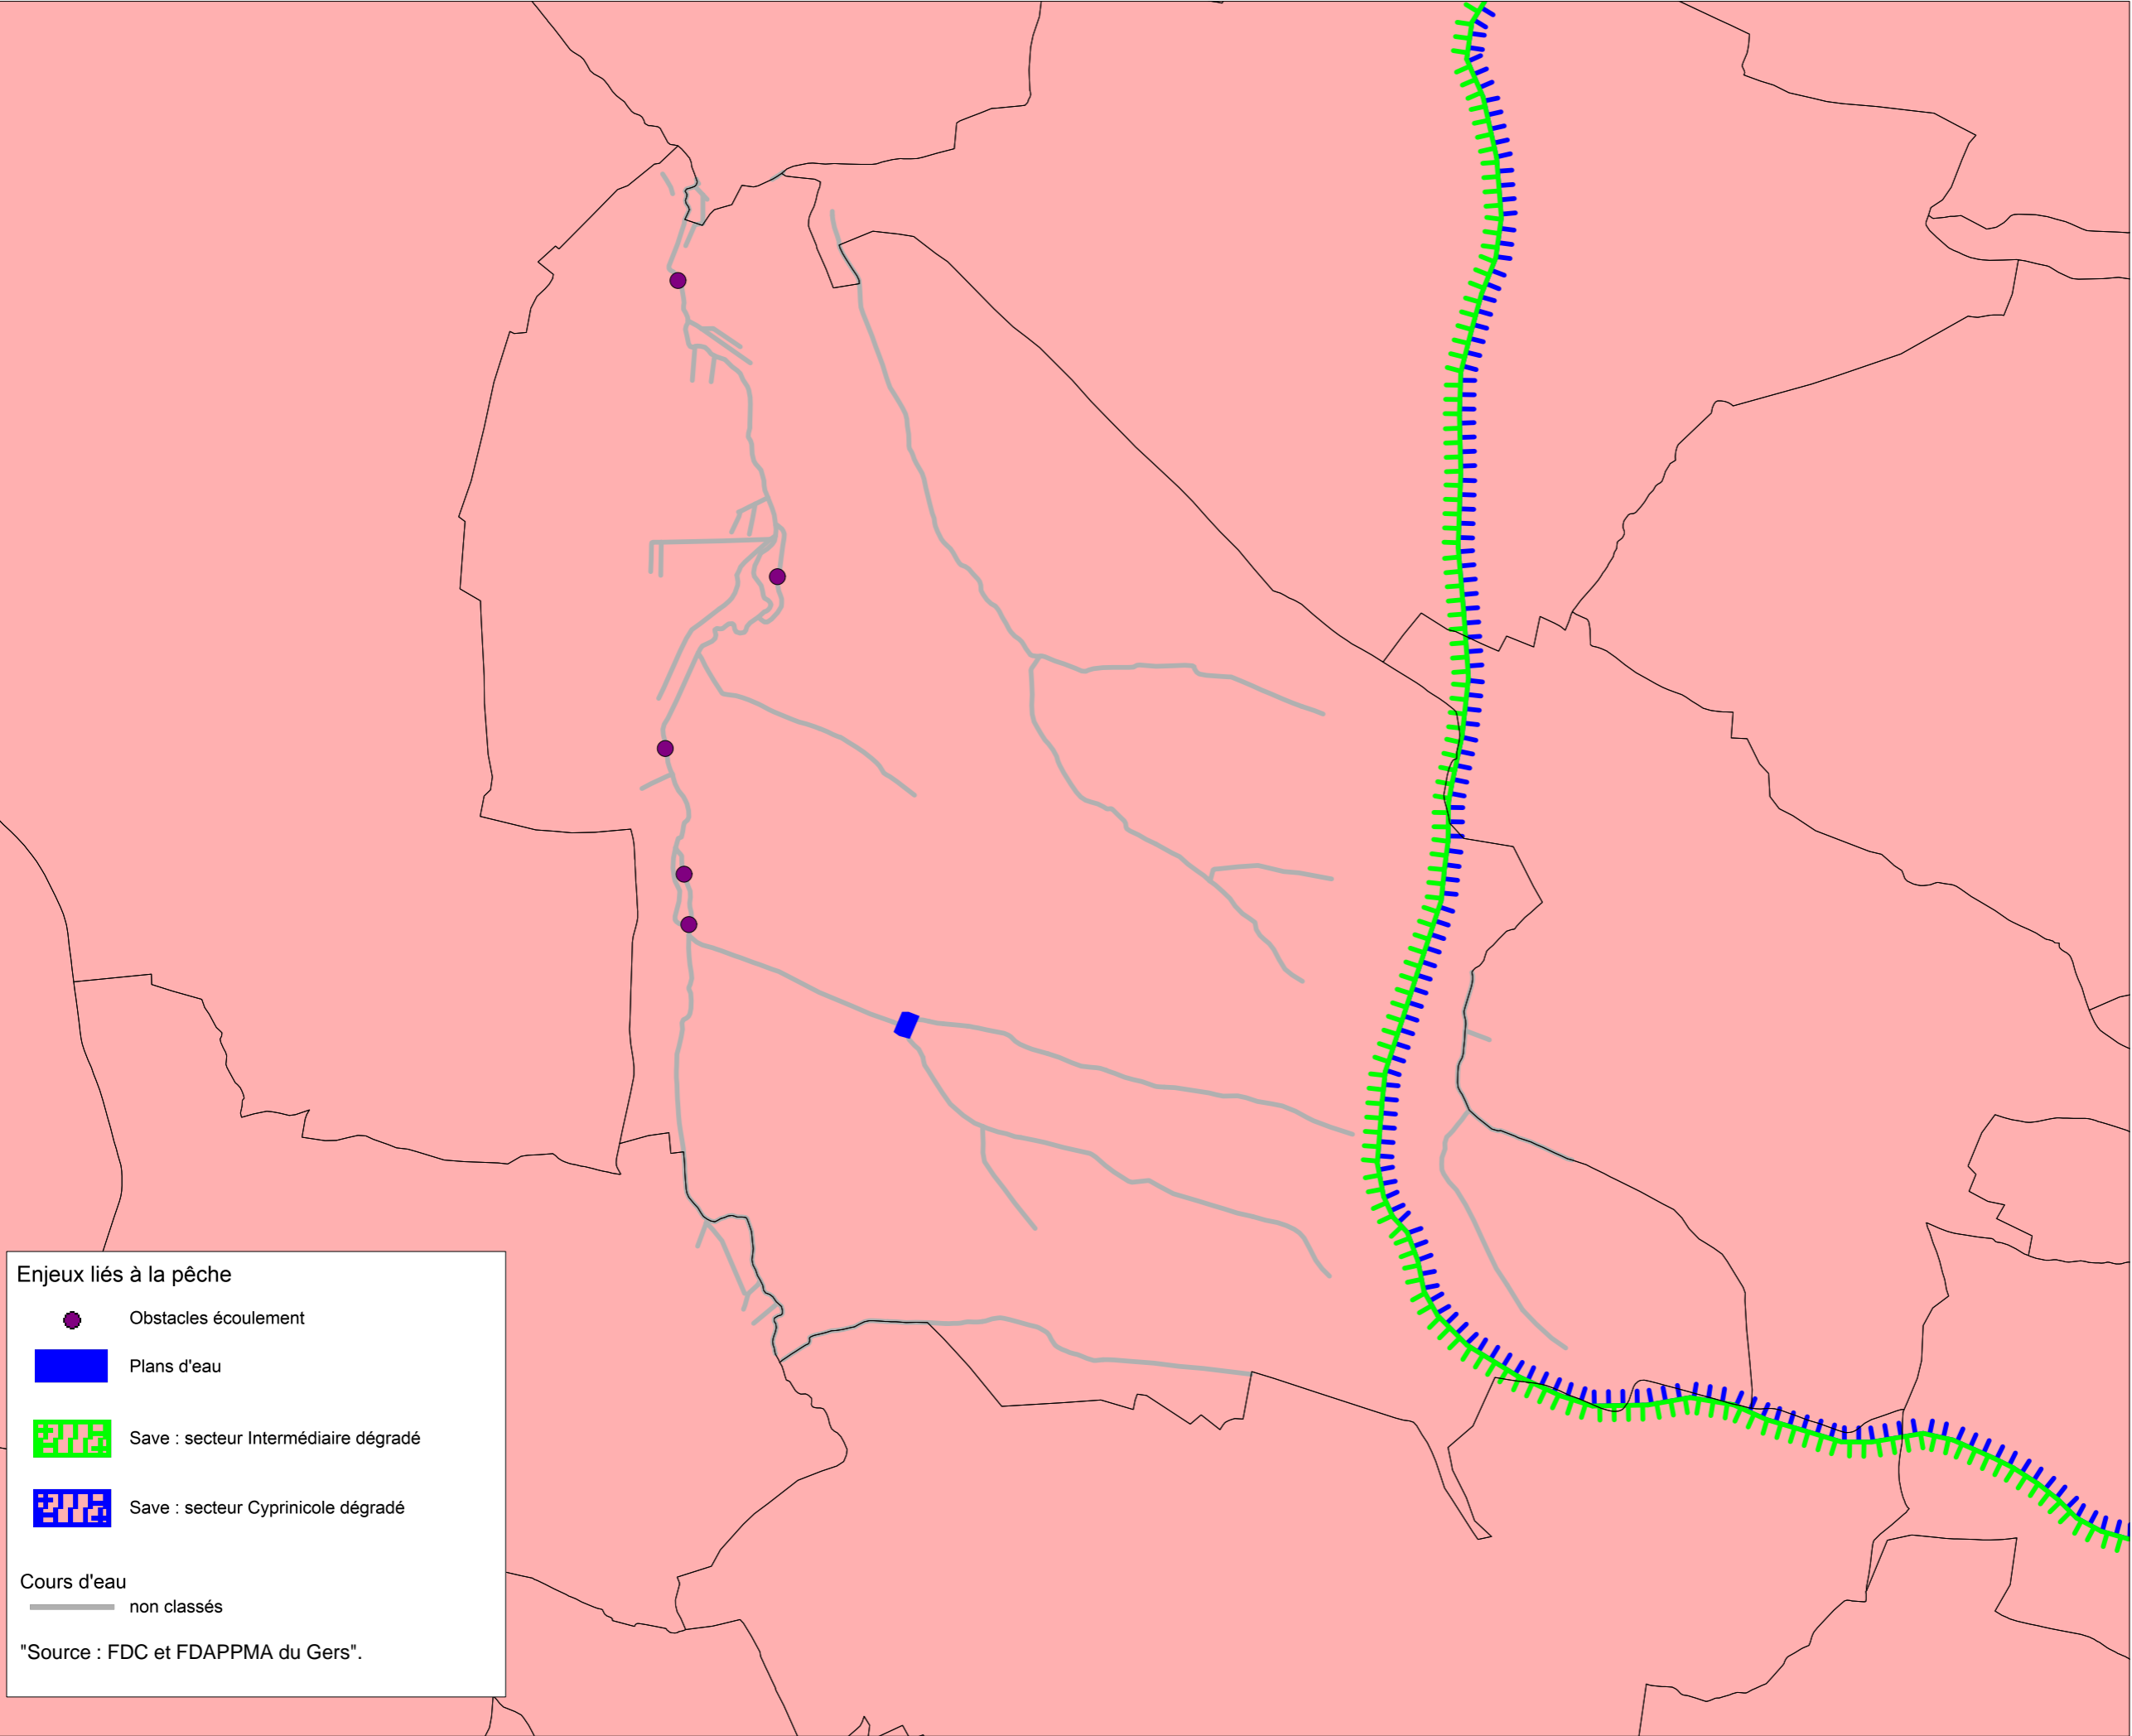 Enjeux liés à la pêche
Obstacles écoulement
Plans d'eau
Save : secteur Intermédiaire dégradé
Save : secteur Cyprinicole dégradé
Cours d'eau
non classés
"Source : FDC et FDAPPMA du Gers".